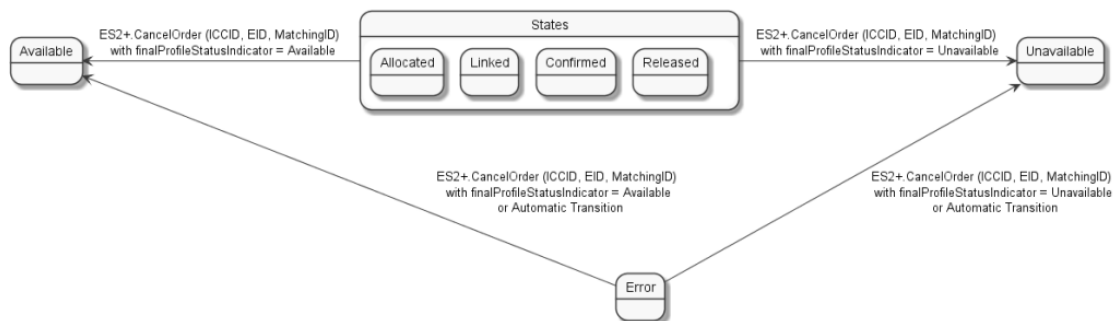 States
Available
ES2+.CancelOrder (ICCID, EID, MatchingID)
with finalProfileStatusIndicator = Available
Allocated
Linked
Confirmed
Released
ES2+.CancelOrder (ICCID, EID, MatchingID)
with finalProfileStatusIndicator = Unavailable
Unavailable
ES2+.CancelOrder (ICCID, EID, MatchingID)
with finalProfileStatusIndicator = Available
or Automatic Transition
ES2+.CancelOrder (ICCID, EID, MatchingID)
with finalProfileStatusIndicator = Unavailable
or Automatic Transition
Error